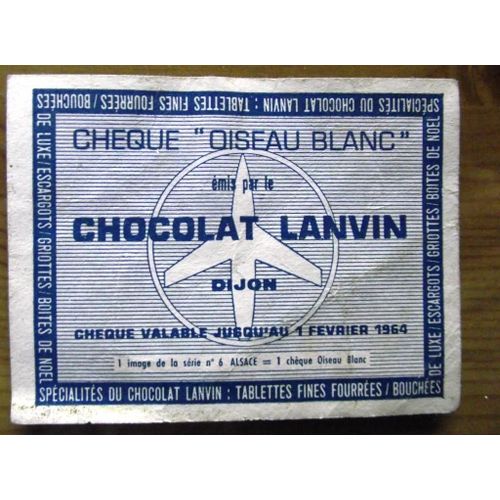 SPÉCIALITÉS DU CHOCOLAT LANVIN : TABLETTES FINES FOURRÉES / BOUCHÉES
DE LUXE / ESCARGOTS / GRIOTTES / BOITES DE NOËL
CHEQUE "OISEAU BLANC"
émis par le
CHOCOLAT LANVIN
DIJON
CHEQUE VALABLE JUSQU'AU 1 FEVRIER 1964
1 image de la série n° 6 ALSACE = 1 chèque Oiseau Blanc
DE LUXE / ESCARGOTS / GRIOTTES / BOITES DE NOËL
SPÉCIALITÉS DU CHOCOLAT LANVIN : TABLETTES FINES FOURRÉES / BOUCHÉES